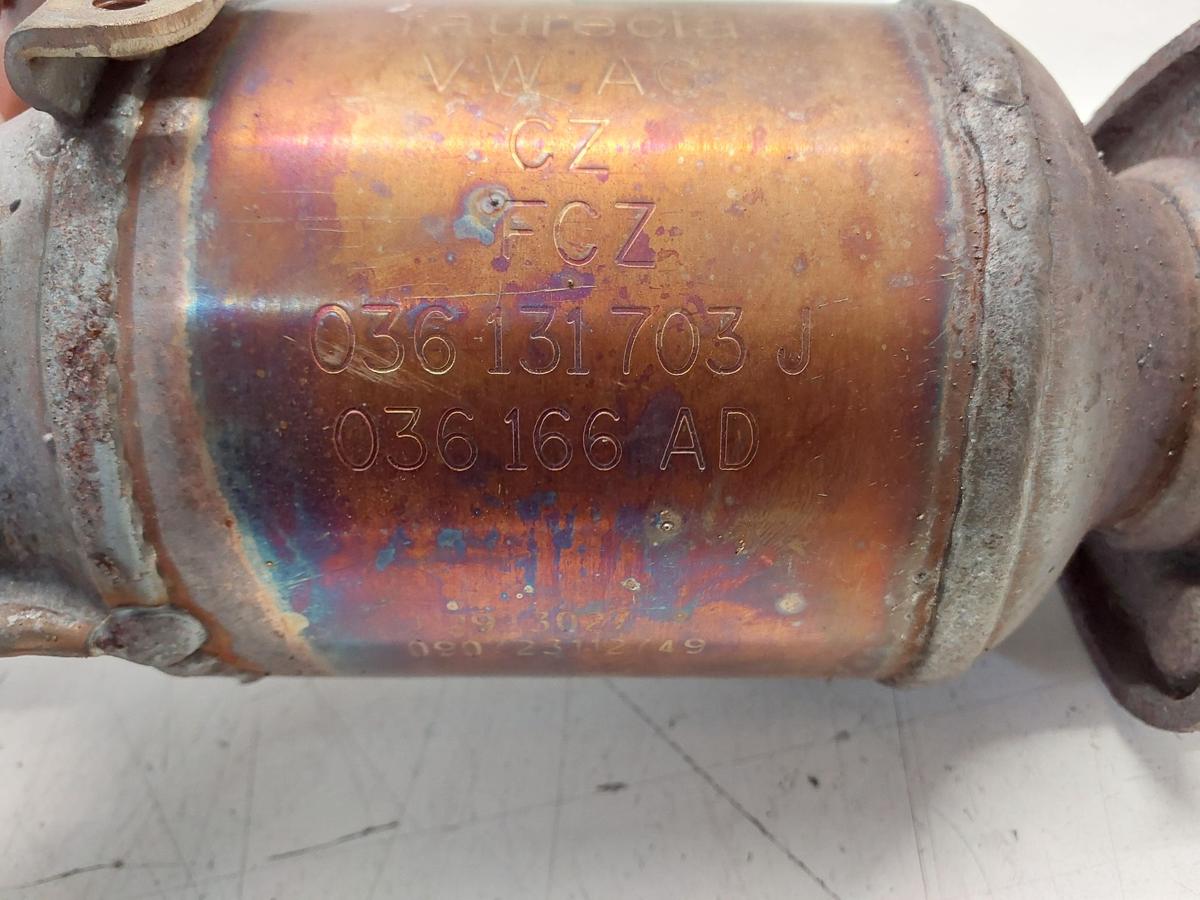 faurecia
VW AG
CZ
FCZ
036 131 703 J
036 166 AD